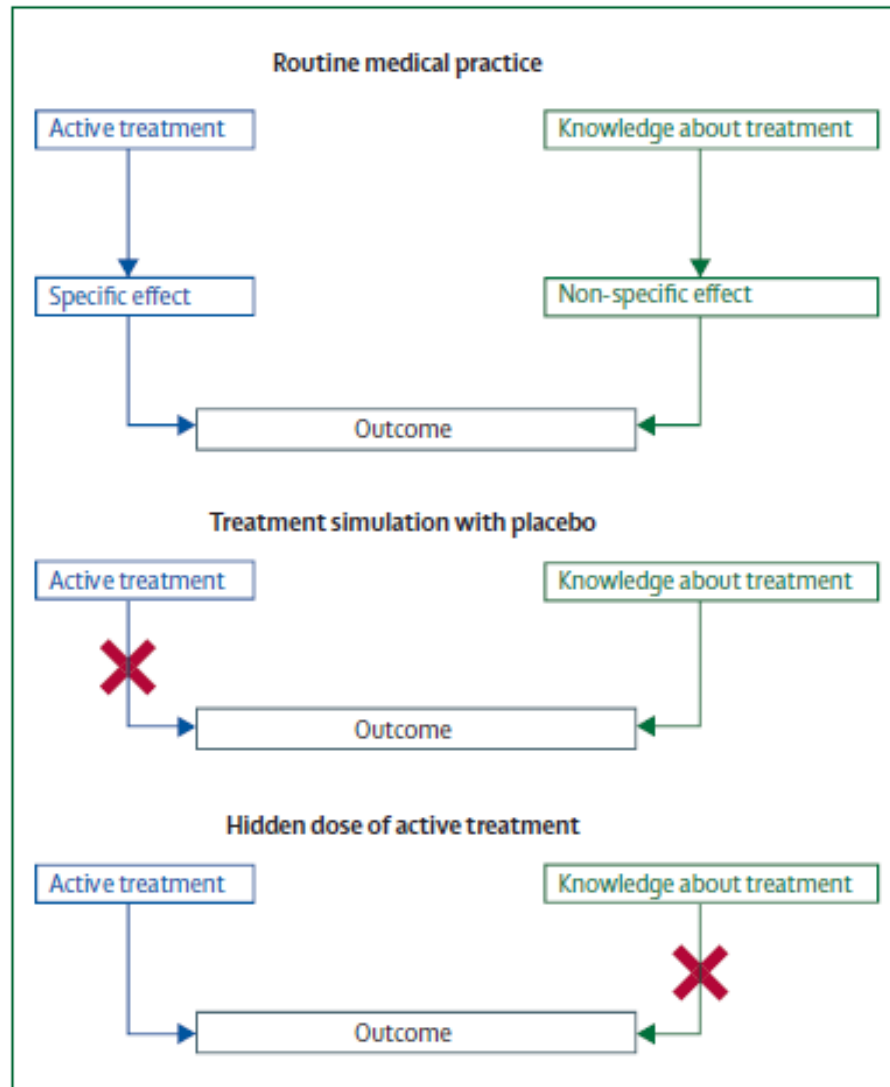 Routine medical practice
Active treatment
Knowledge about treatment
Specific effect
Non-specific effect
Outcome
Treatment simulation with placebo
Active treatment
Knowledge about treatment
Outcome
Hidden dose of active treatment
Active treatment
Knowledge about treatment
Outcome